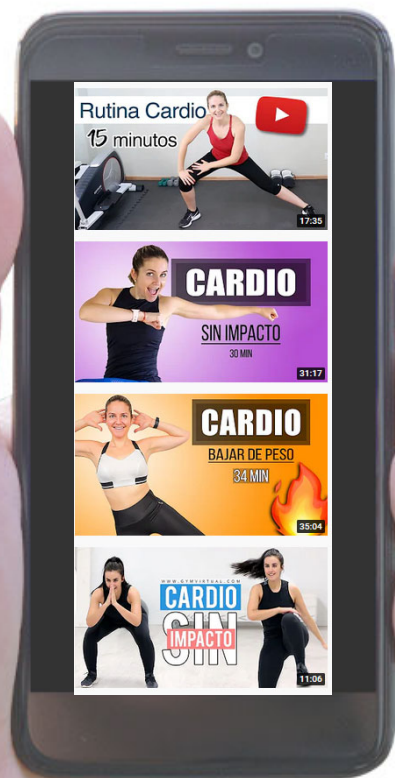 Rutina Cardio
15 minutos
17:35
CARDIO
SIN IMPACTO
30 MIN
31:17
CARDIO
BAJAR DE PESO
34 MIN
35:04
WWW.GYMVIRTUAL.COM
CARDIO
SIN
IMPACTO
11:06